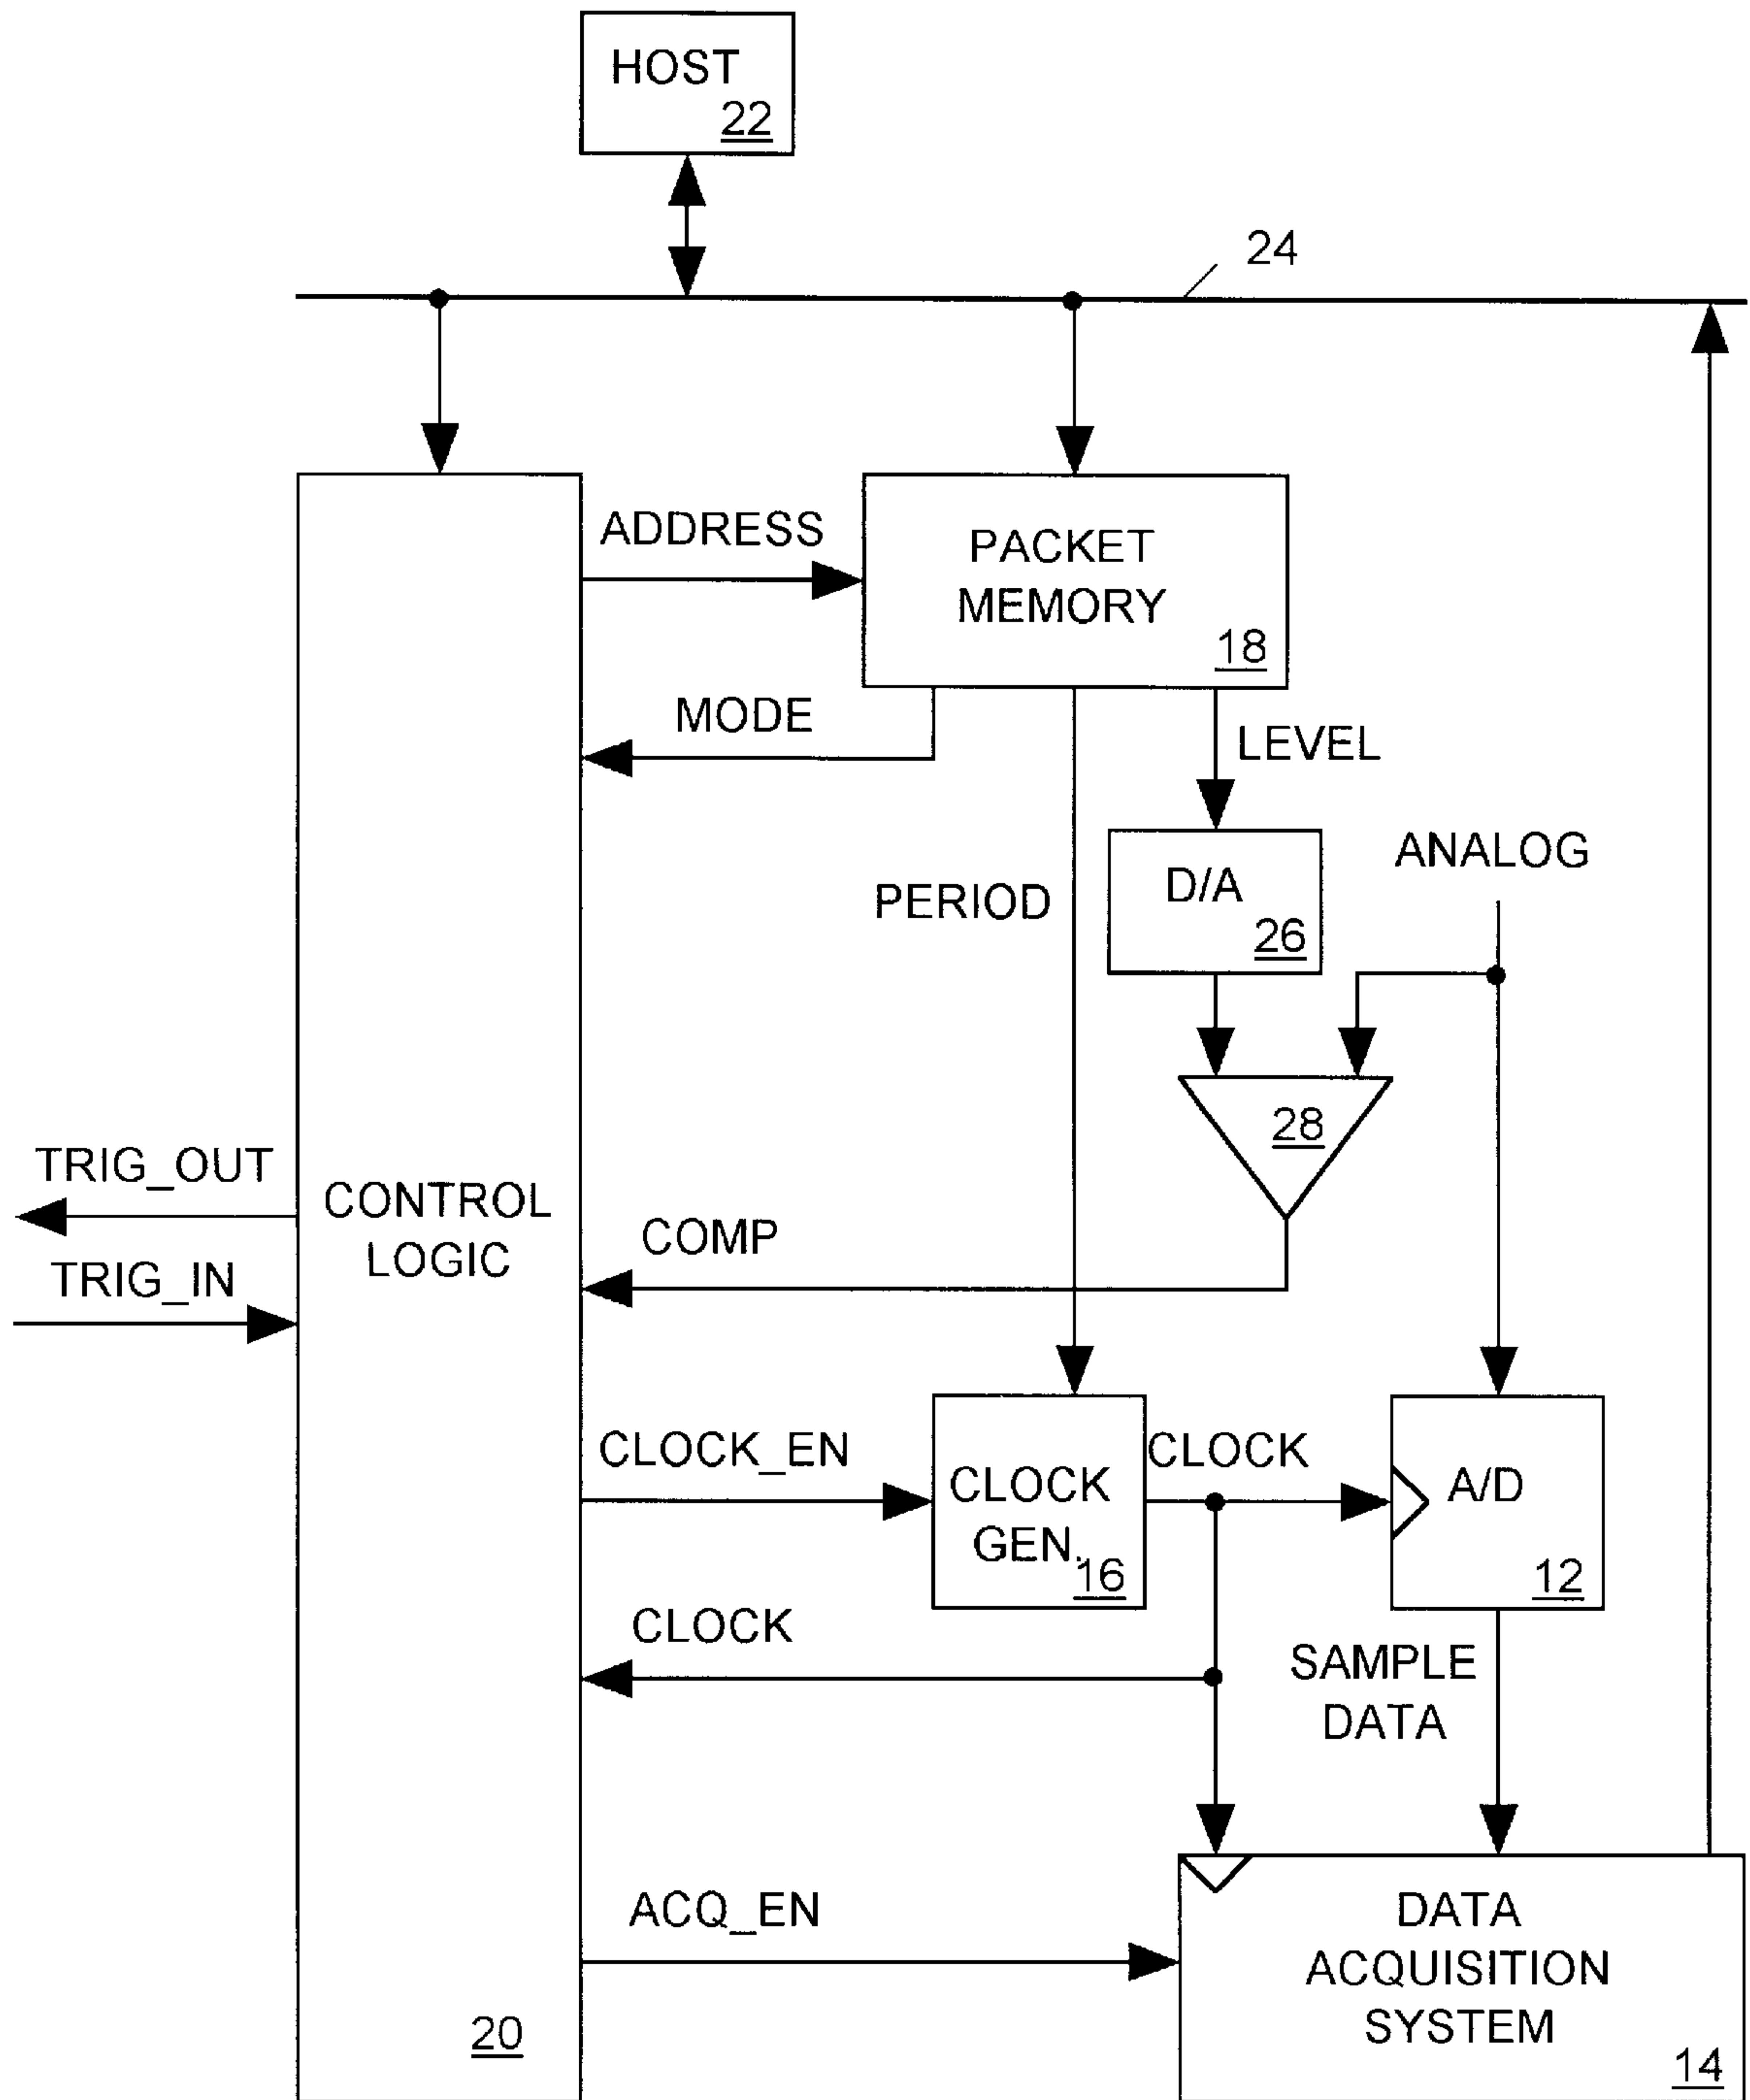 HOST
22
24
ADDRESS
PACKET
MEMORY
18
MODE
LEVEL
ANALOG
D/A
26
PERIOD
28
TRIG_OUT
CONTROL
LOGIC
COMP
TRIG_IN
CLOCK_EN
CLOCK
CLOCK
GEN.
16
A/D
12
CLOCK
SAMPLE
DATA
ACQ_EN
DATA
ACQUISITION
SYSTEM
20
14